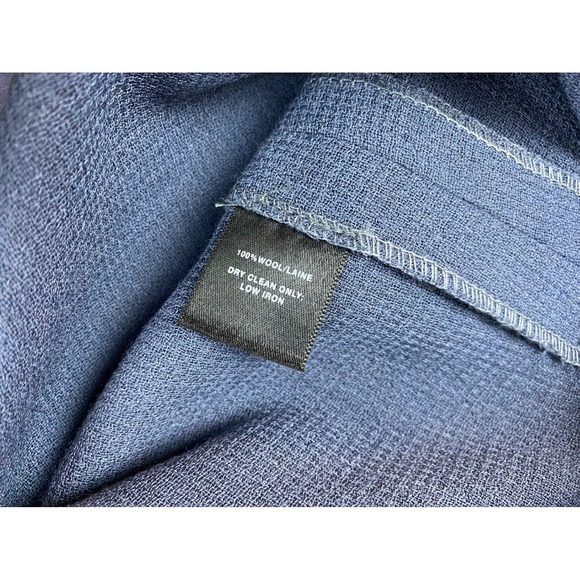 100% WOOL/LAINE
DRY CLEAN ONLY:
LOW IRON